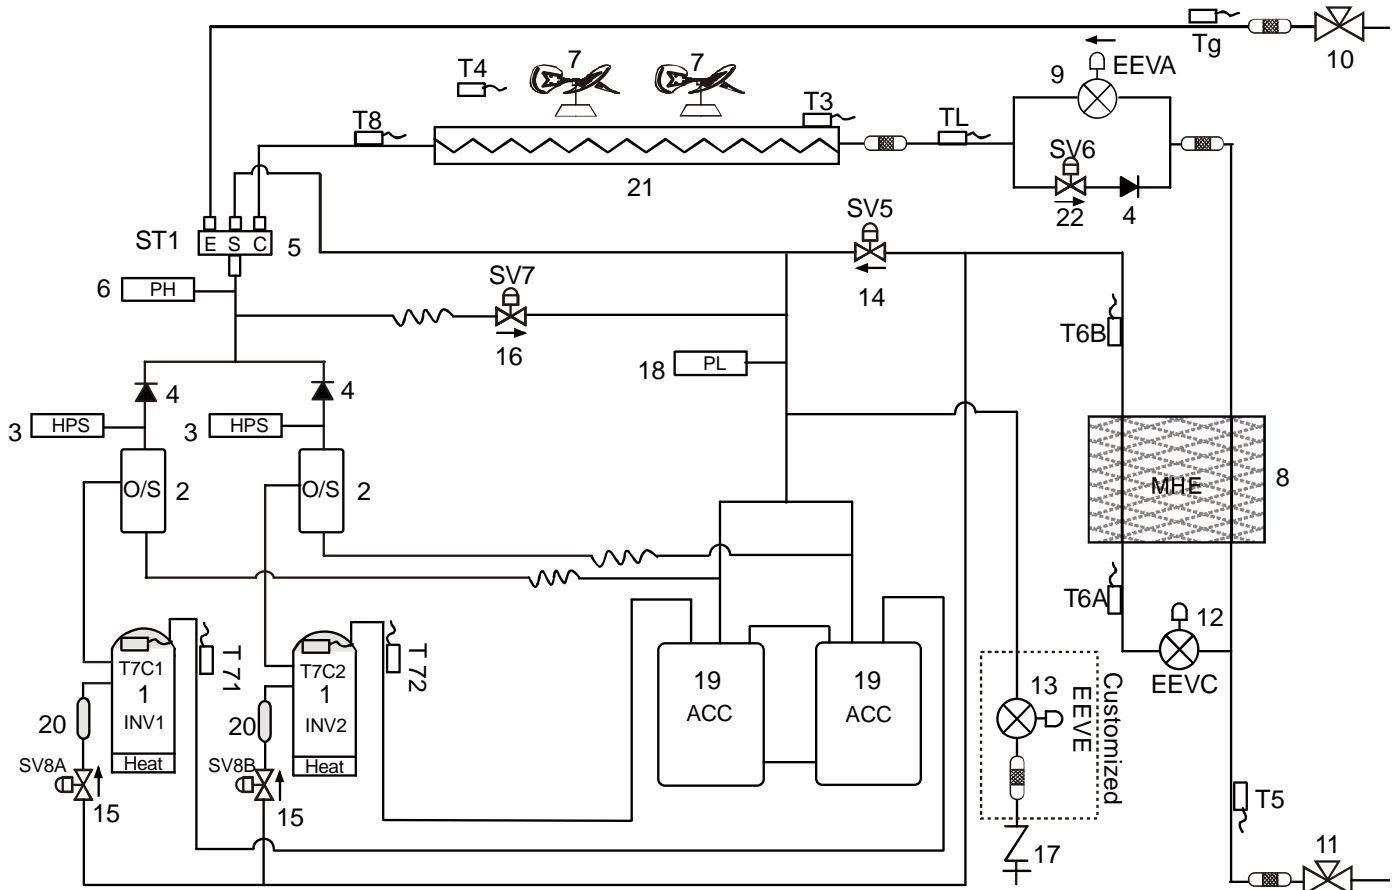 Tg
10
T4
7
7
9
EEVA
T8
T3
TL
SV6
21
22
4
ST1
E S C
5
SV5
14
6
PH
SV7
16
T6B
18
PL
4
4
3
HPS
3
HPS
O/S
2
O/S
2
MHE
8
T6A
12
EEVC
T7C1
1
INV1
Heat
T71
T7C2
1
INV2
Heat
T72
19
ACC
19
ACC
13
EEVE
Customized
20
20
SV8A
15
SV8B
15
T5
17
11